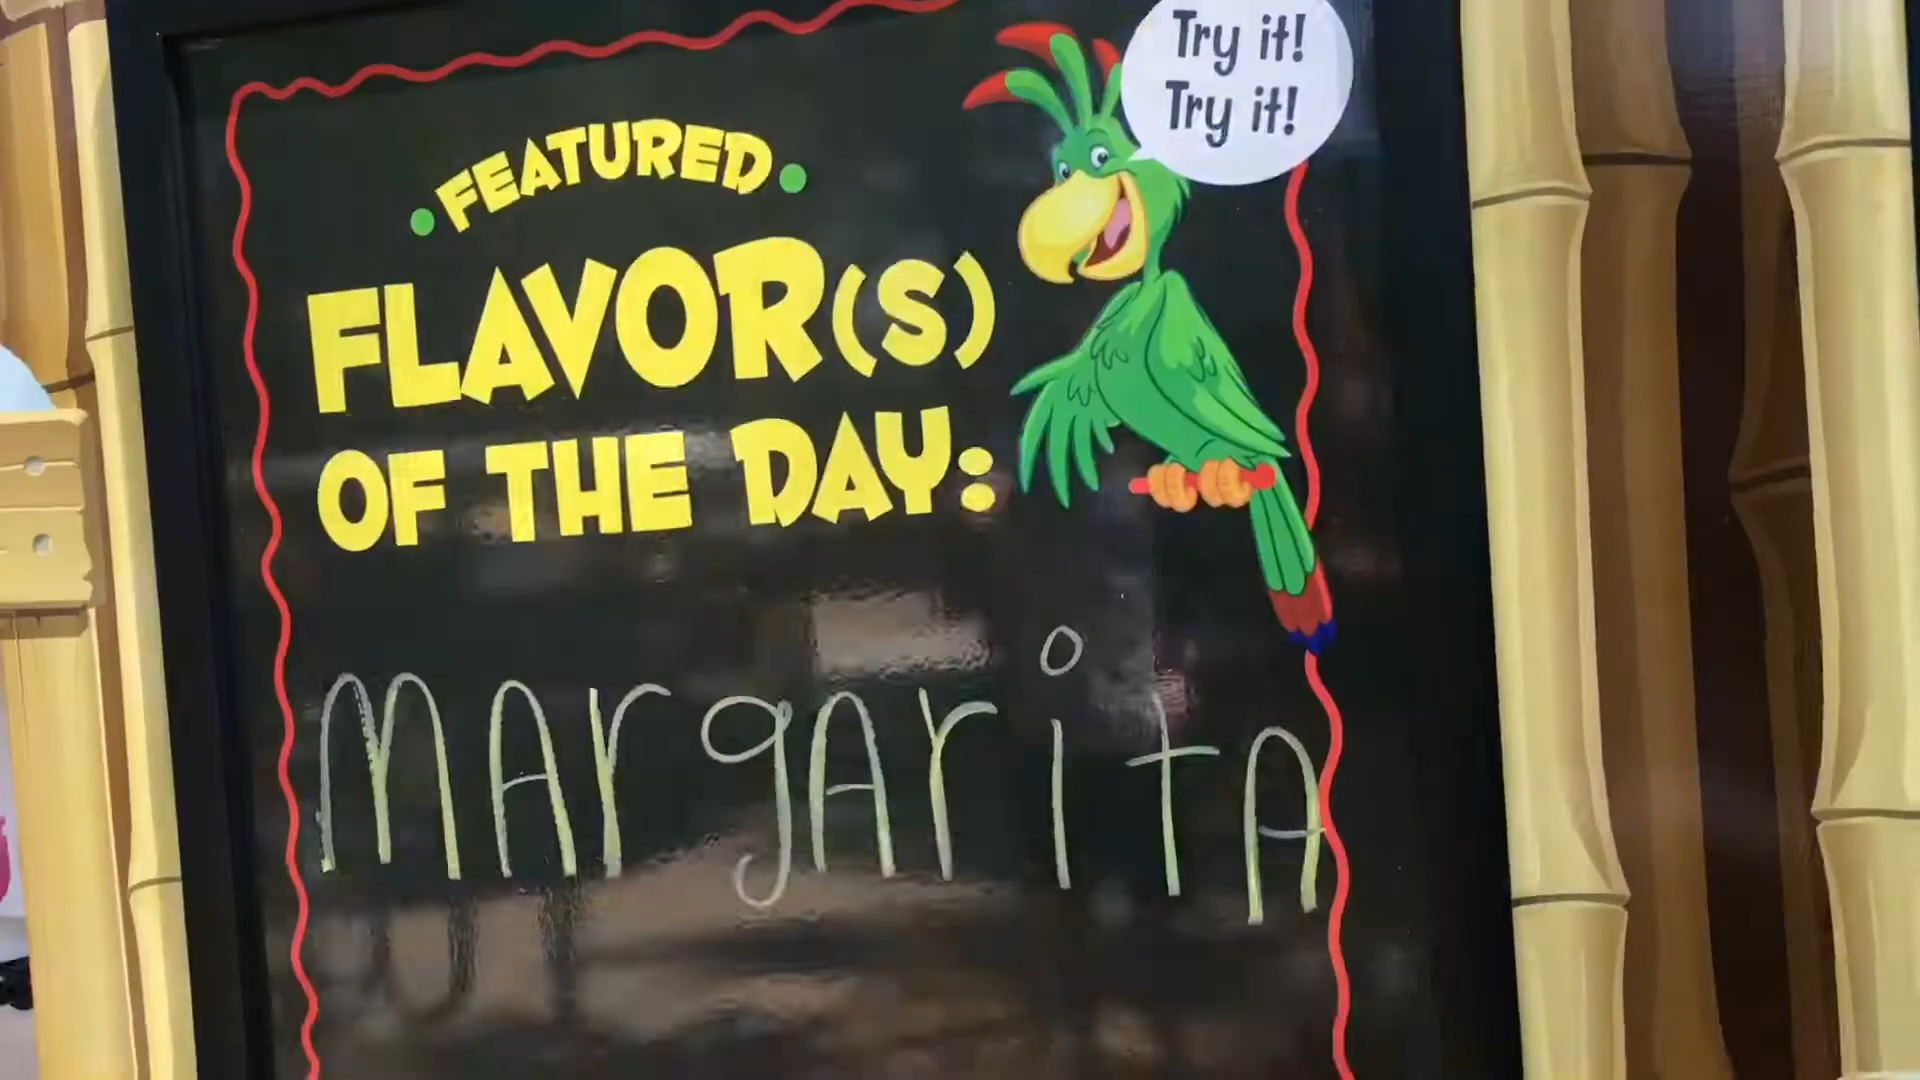 Try it!
Try it!
FEATURED
FLAVOR(S)
OF THE DAY:
MArgAritA